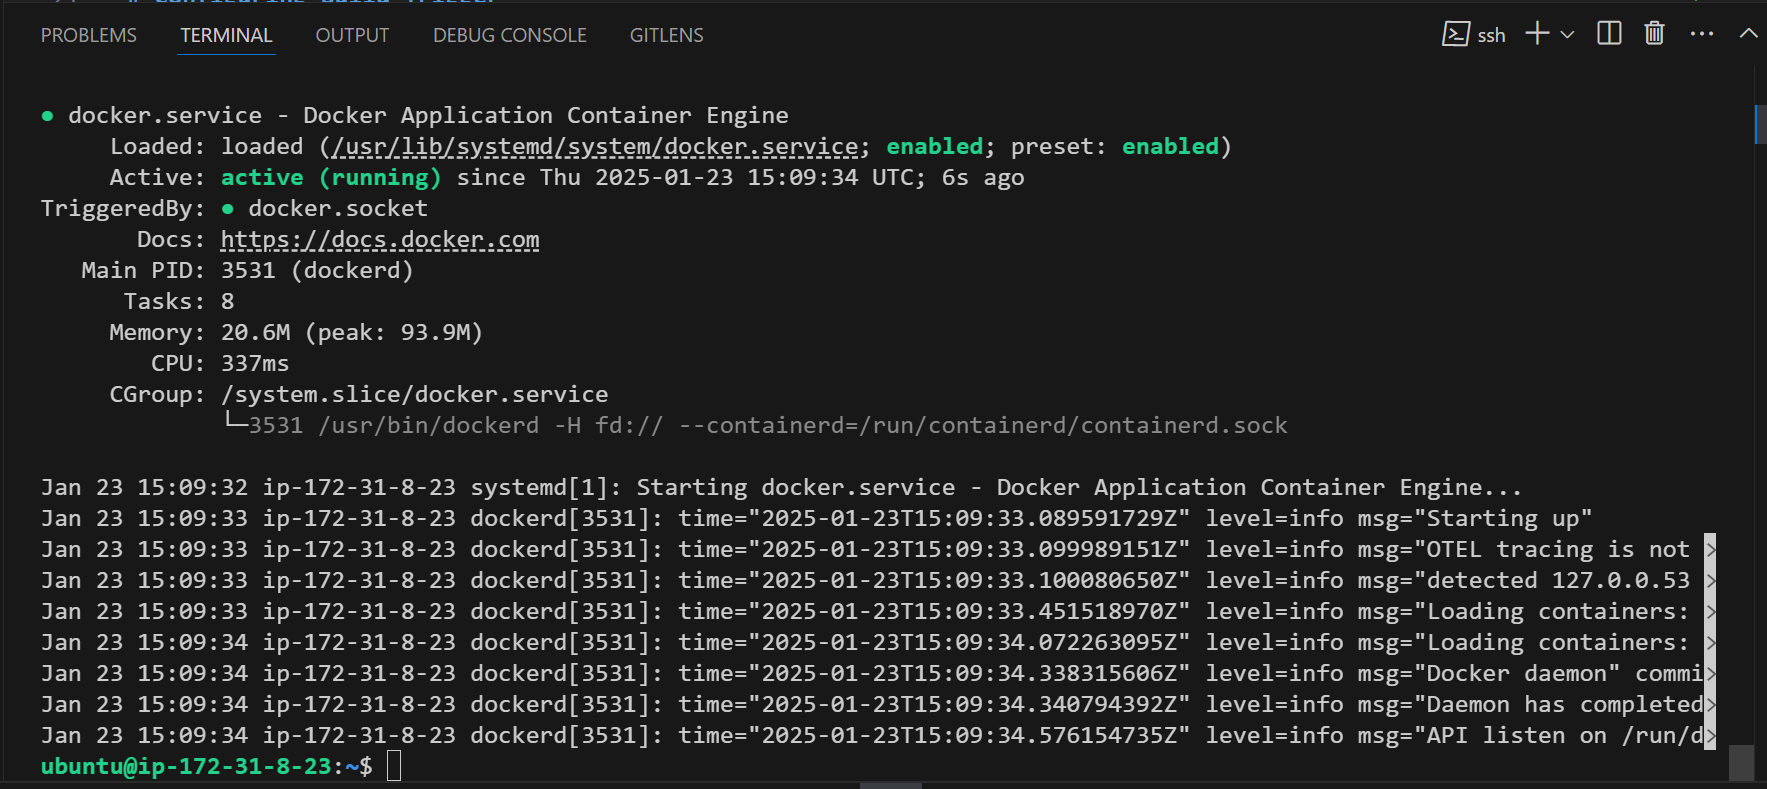 PROBLEMS TERMINAL OUTPUT DEBUG CONSOLE GITLENS ssh
● docker.service - Docker Application Container Engine
Loaded: loaded (/usr/lib/systemd/system/docker.service; enabled; preset: enabled)
Active: active (running) since Thu 2025-01-23 15:09:34 UTC; 6s ago
TriggeredBy: ● docker.socket
Docs: https://docs.docker.com
Main PID: 3531 (dockerd)
Tasks: 8
Memory: 20.6M (peak: 93.9M)
CPU: 337ms
CGroup: /system.slice/docker.service
└─3531 /usr/bin/dockerd -H fd:// --containerd=/run/containerd/containerd.sock
Jan 23 15:09:32 ip-172-31-8-23 systemd[1]: Starting docker.service - Docker Application Container Engine...
Jan 23 15:09:33 ip-172-31-8-23 dockerd[3531]: time="2025-01-23T15:09:33.089591729Z" level=info msg="Starting up"
Jan 23 15:09:33 ip-172-31-8-23 dockerd[3531]: time="2025-01-23T15:09:33.099989151Z" level=info msg="OTEL tracing is not >
Jan 23 15:09:33 ip-172-31-8-23 dockerd[3531]: time="2025-01-23T15:09:33.100080650Z" level=info msg="detected 127.0.0.53 >
Jan 23 15:09:33 ip-172-31-8-23 dockerd[3531]: time="2025-01-23T15:09:33.451518970Z" level=info msg="Loading containers: >
Jan 23 15:09:34 ip-172-31-8-23 dockerd[3531]: time="2025-01-23T15:09:34.072263095Z" level=info msg="Loading containers: >
Jan 23 15:09:34 ip-172-31-8-23 dockerd[3531]: time="2025-01-23T15:09:34.338315606Z" level=info msg="Docker daemon" commi>
Jan 23 15:09:34 ip-172-31-8-23 dockerd[3531]: time="2025-01-23T15:09:34.340794392Z" level=info msg="Daemon has completed>
Jan 23 15:09:34 ip-172-31-8-23 dockerd[3531]: time="2025-01-23T15:09:34.576154735Z" level=info msg="API listen on /run/d>
ubuntu@ip-172-31-8-23:~$